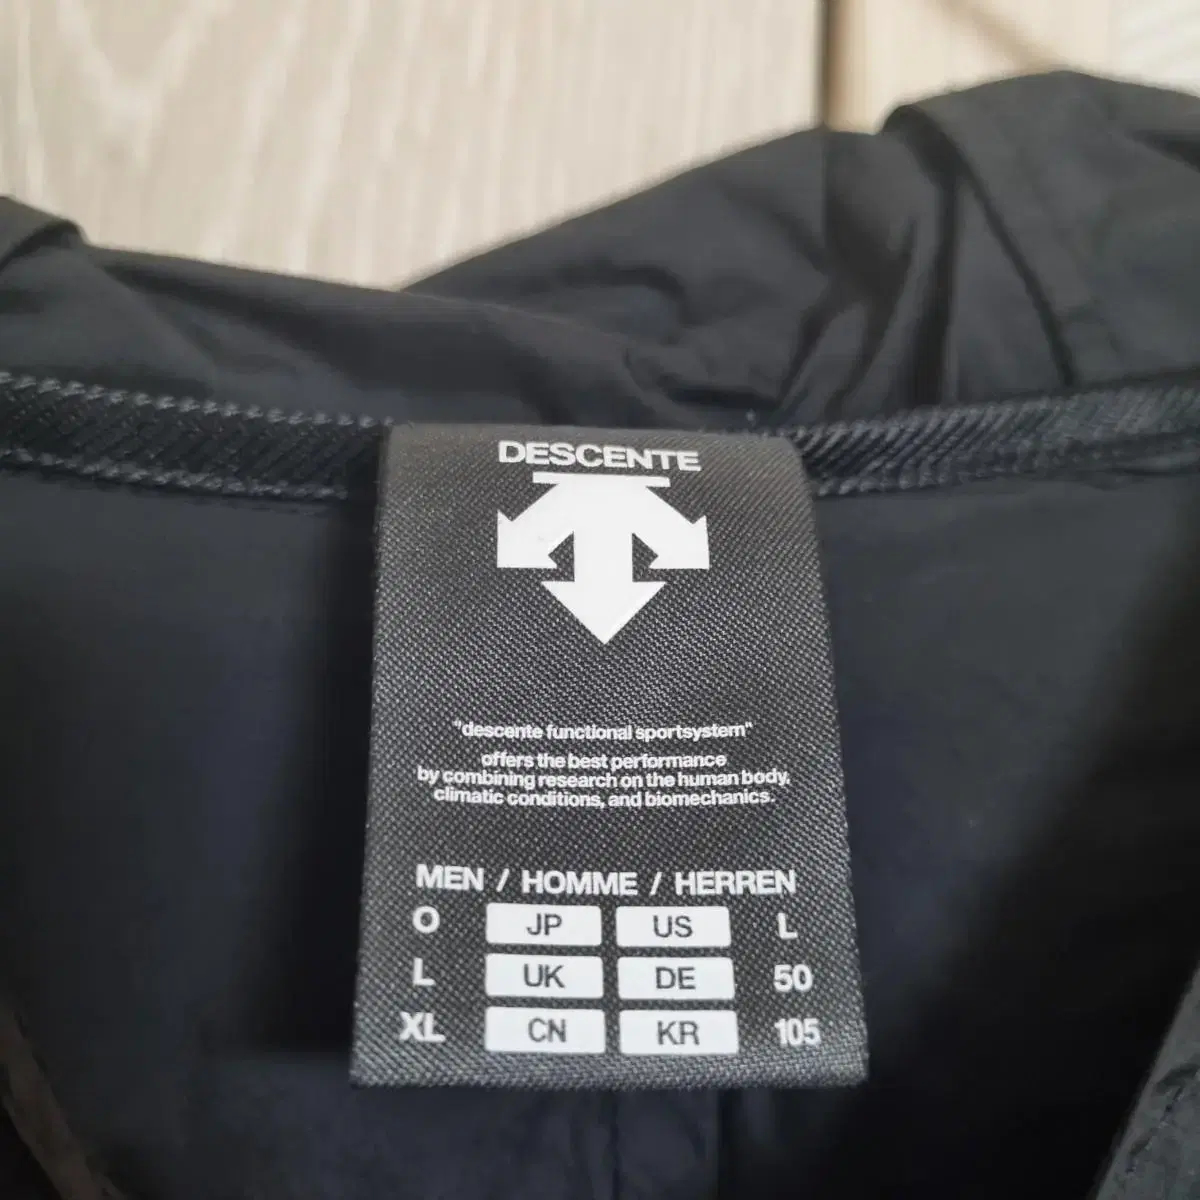 DESCENTE
"descente functional sportsystem"
offers the best performance
by combining research on the human body,
climatic conditions, and biomechanics.
MEN / HOMME / HERREN
O JP US L
L UK DE 50
XL CN KR 105